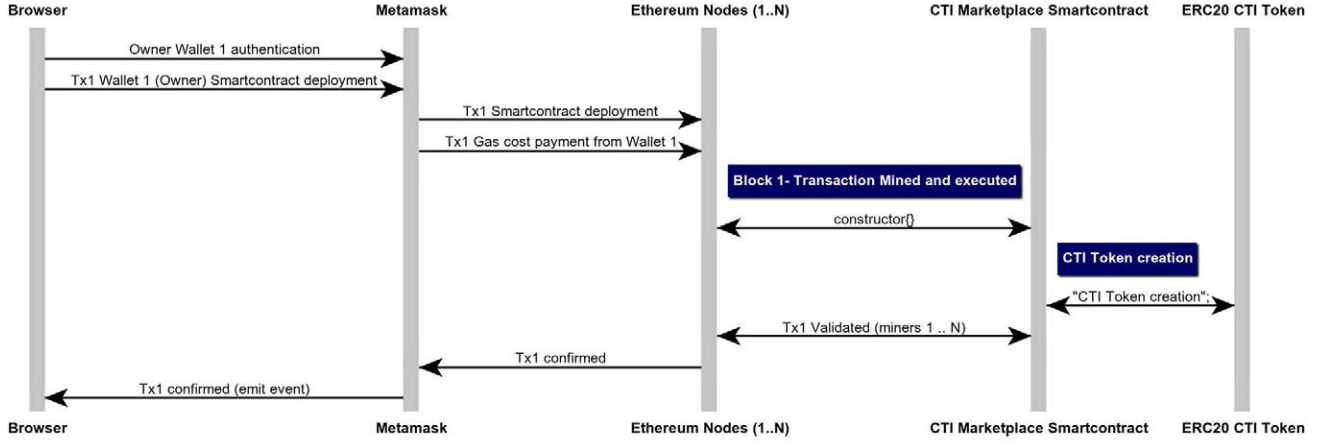 Browser Metamask Ethereum Nodes (1..N) CTI Marketplace Smartcontract ERC20 CTI Token
Owner Wallet 1 authentication
Tx1 Wallet 1 (Owner) Smartcontract deployment
Tx1 Smartcontract deployment
Tx1 Gas cost payment from Wallet 1
Block 1- Transaction Mined and executed
constructor{}
CTI Token creation
"CTI Token creation";
Tx1 Validated (miners 1 .. N)
Tx1 confirmed
Tx1 confirmed (emit event)
Browser Metamask Ethereum Nodes (1..N) CTI Marketplace Smartcontract ERC20 CTI Token